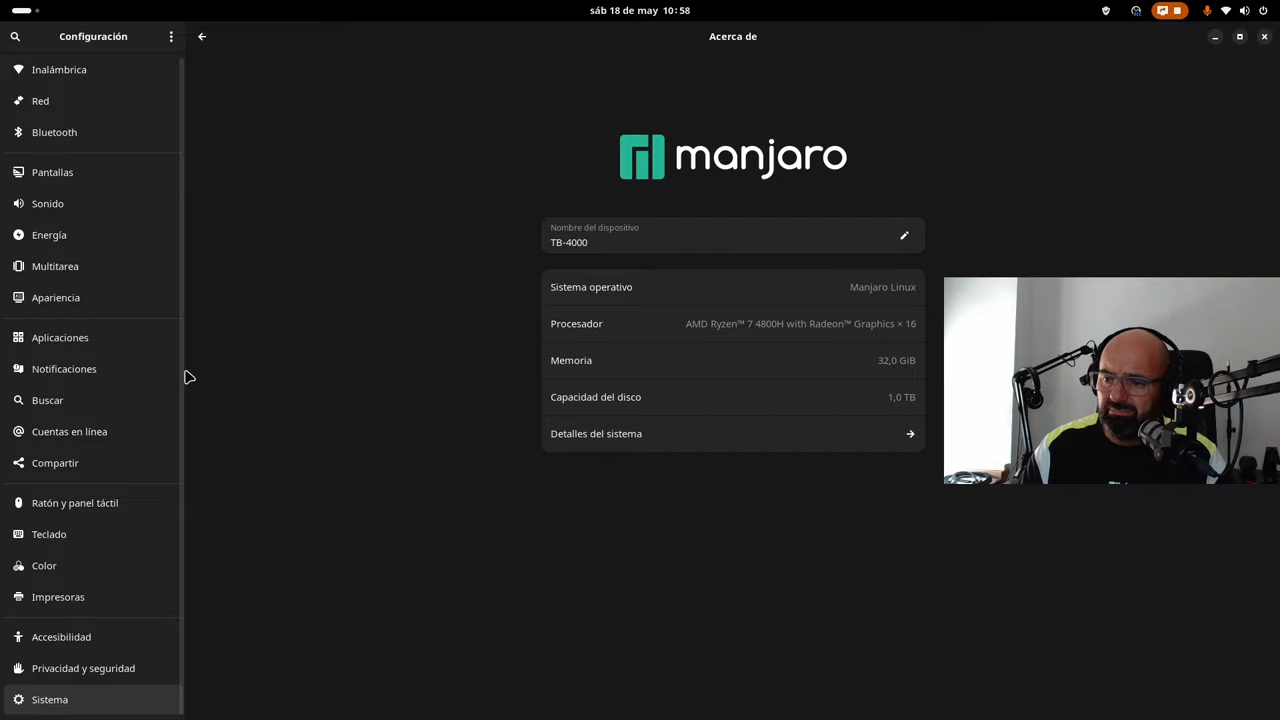 sáb 18 de may 10:58
Configuración
Acerca de
Inalámbrica
Red
Bluetooth
Pantallas
Sonido
Energía
Multitarea
Apariencia
Aplicaciones
Notificaciones
Buscar
Cuentas en línea
Compartir
Ratón y panel táctil
Teclado
Color
Impresoras
Accesibilidad
Privacidad y seguridad
Sistema
manjaro
Nombre del dispositivo
TB-4000
Sistema operativo Manjaro Linux
Procesador AMD Ryzen™ 7 4800H with Radeon™ Graphics × 16
Memoria 32,0 GiB
Capacidad del disco 1,0 TB
Detalles del sistema